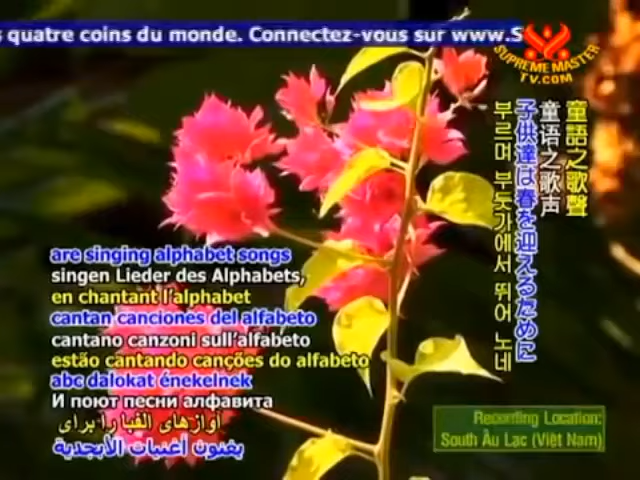 s quatre coins du monde. Connectez-vous sur www.S
SUPREME MASTER
TV.COM
童語之歌聲
童语之歌声
子供達は春を迎えるために
부르며 부둣가에서 뛰어 노네
are singing alphabet songs
singen Lieder des Alphabets,
en chantant l'alphabet
cantan canciones del alfabeto
cantano canzoni sull'alfabeto
estão cantando canções do alfabeto
abc dalokat énekelnek
И поют песни алфавита
آوازهای الفبا را برای
يغنون أغنيات الأبجدية
Recording Location:
South Âu Lạc (Việt Nam)